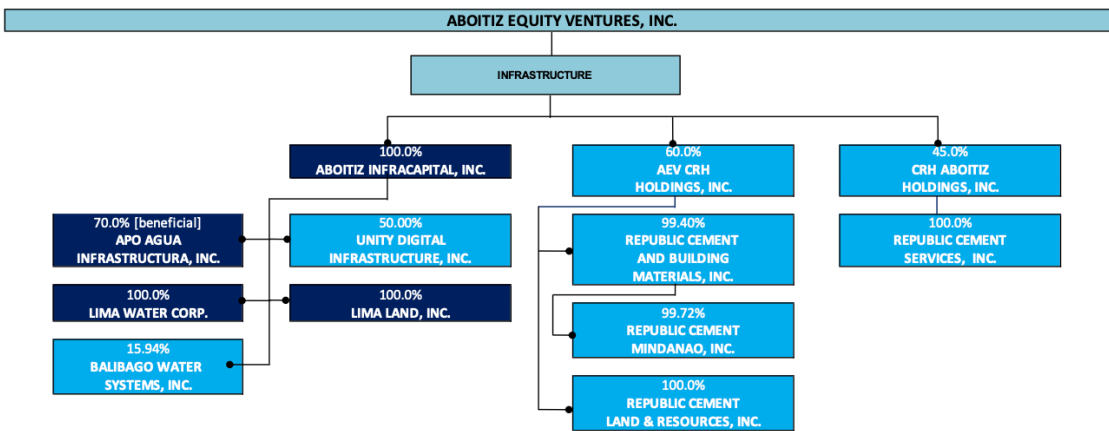 ABOITIZ EQUITY VENTURES, INC.
INFRASTRUCTURE
100.0%
ABOITIZ INFRACAPITAL, INC.
60.0%
AEV CRH
HOLDINGS, INC.
45.0%
CRH ABOITIZ
HOLDINGS, INC.
70.0% [beneficial]
APO AGUA
INFRASTRUCTURA, INC.
50.00%
UNITY DIGITAL
INFRASTRUCTURE, INC.
99.40%
REPUBLIC CEMENT
AND BUILDING
MATERIALS, INC.
100.0%
REPUBLIC CEMENT
SERVICES, INC.
100.0%
LIMA WATER CORP.
100.0%
LIMA LAND, INC.
99.72%
REPUBLIC CEMENT
MINDANAO, INC.
15.94%
BALIBAGO WATER
SYSTEMS, INC.
100.0%
REPUBLIC CEMENT
LAND & RESOURCES, INC.